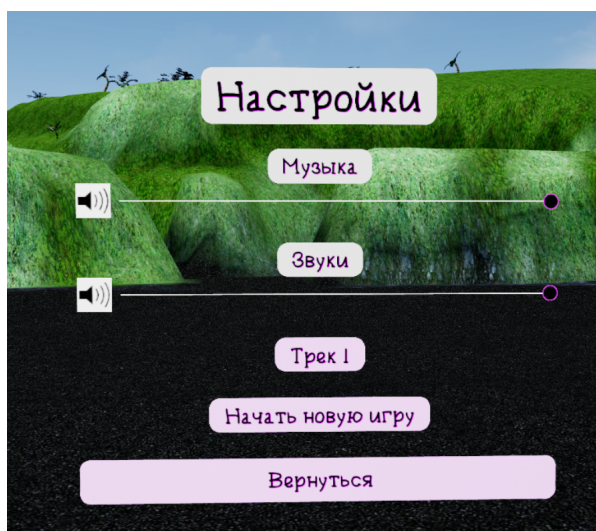 Настройки
Музыка
Звуки
Трек 1
Начать новую игру
Вернуться